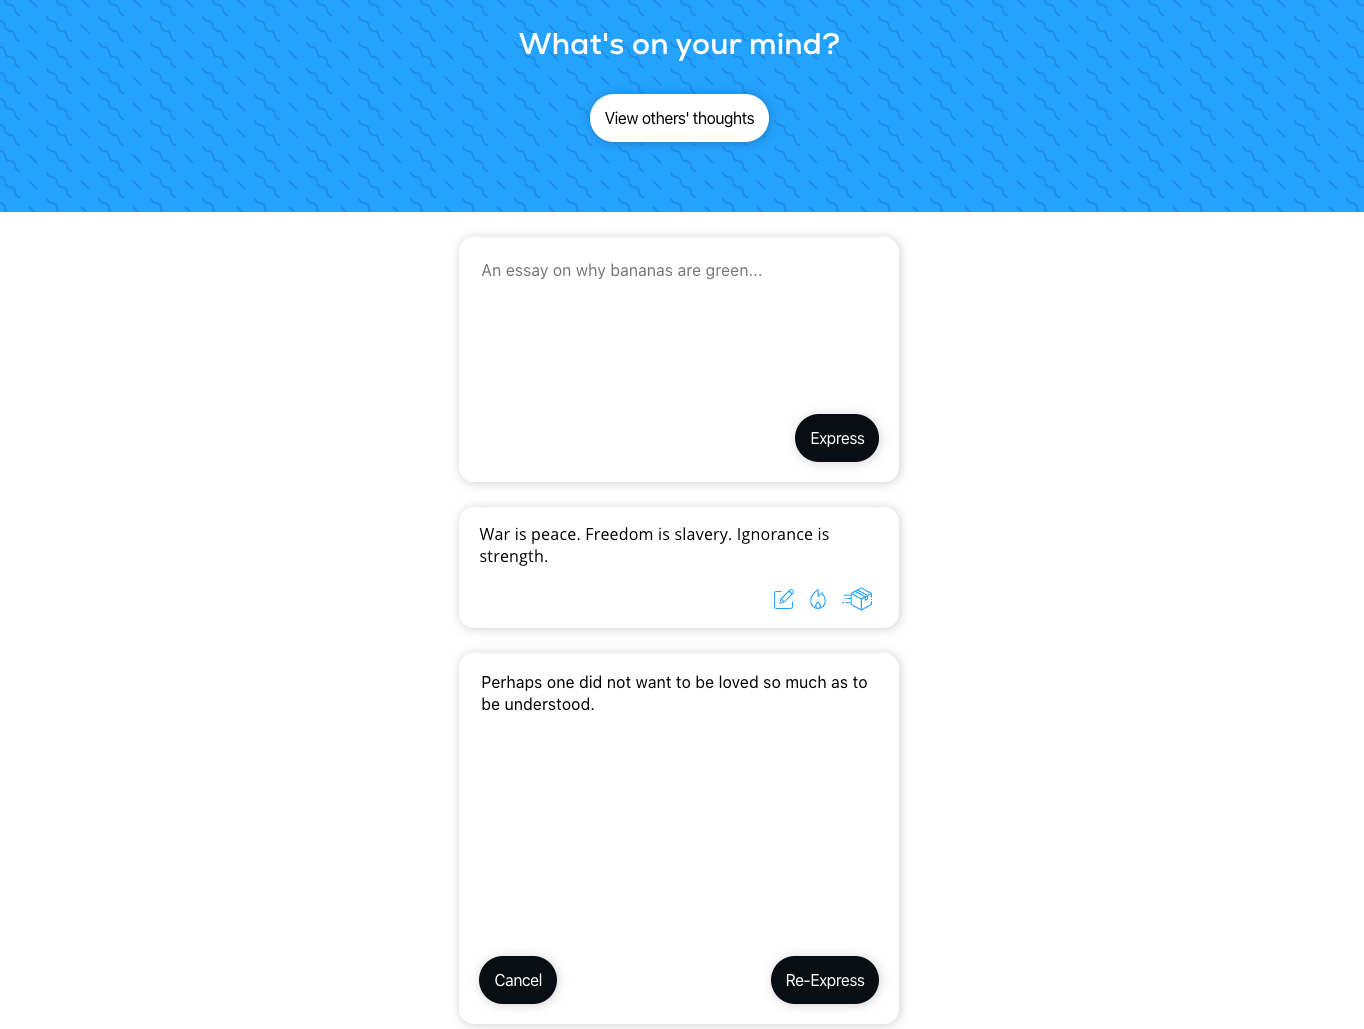 What's on your mind?
View others' thoughts
An essay on why bananas are green...
Express
War is peace. Freedom is slavery. Ignorance is
strength.
Perhaps one did not want to be loved so much as to
be understood.
Cancel
Re-Express